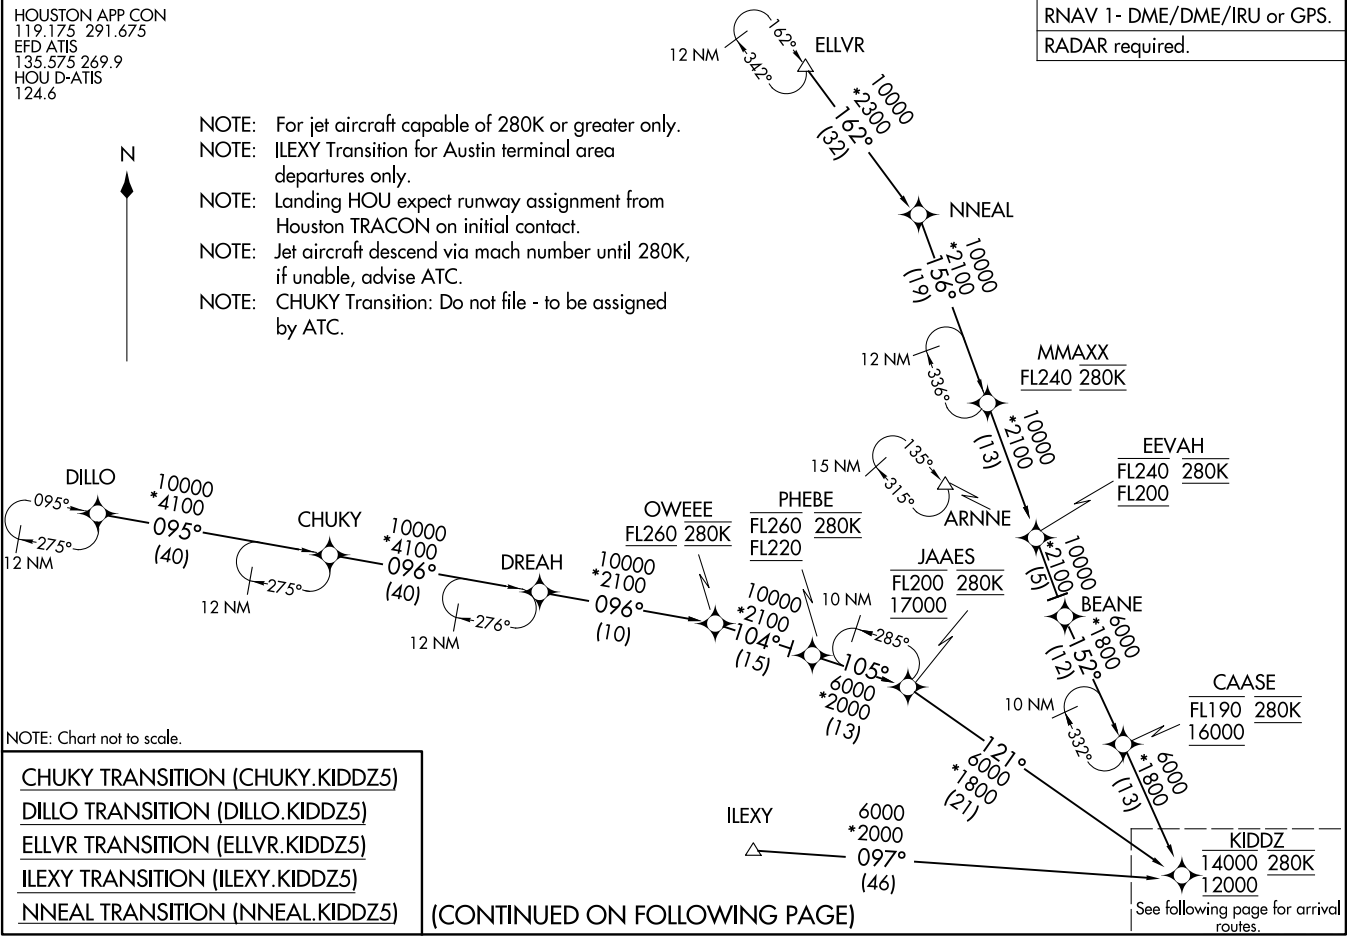 HOUSTON APP CON
119.175 291.675
EFD ATIS
135.575 269.9
HOU D-ATIS
124.6
RNAV 1- DME/DME/IRU or GPS.
RADAR required.
N
NOTE: For jet aircraft capable of 280K or greater only.
NOTE: ILEXY Transition for Austin terminal area
departures only.
NOTE: Landing HOU expect runway assignment from
Houston TRACON on initial contact.
NOTE: Jet aircraft descend via mach number until 280K,
if unable, advise ATC.
NOTE: CHUKY Transition: Do not file - to be assigned
by ATC.
12 NM
162°
342°
ELLVR
10000
*2300
162°
(32)
NNEAL
10000
*2100
156°
(19)
12 NM
336°
MMAXX
FL240 280K
10000
*2100
(13)
15 NM
135°
315°
ARNNE
EEVAH
FL240 280K
FL200
10000
*2100
(5)
BEANE
6000
*1800
152°
(12)
10 NM
332°
CAASE
FL190 280K
16000
6000
*1800
(13)
DILLO
095°
275°
12 NM
10000
*4100
095°
(40)
CHUKY
275°
12 NM
10000
*4100
096°
(40)
DREAH
276°
12 NM
10000
*2100
096°
(10)
OWEEE
FL260 280K
10000
*2100
104°
(15)
PHEBE
FL260 280K
FL220
105°
6000
*2000
(13)
10 NM
285°
JAAES
FL200 280K
17000
121°
6000
*1800
(21)
ILEXY
6000
*2000
097°
(46)
KIDDZ
14000 280K
12000
See following page for arrival
routes.
NOTE: Chart not to scale.
CHUKY TRANSITION (CHUKY.KIDDZ5)
DILLO TRANSITION (DILLO.KIDDZ5)
ELLVR TRANSITION (ELLVR.KIDDZ5)
ILEXY TRANSITION (ILEXY.KIDDZ5)
NNEAL TRANSITION (NNEAL.KIDDZ5)
(CONTINUED ON FOLLOWING PAGE)